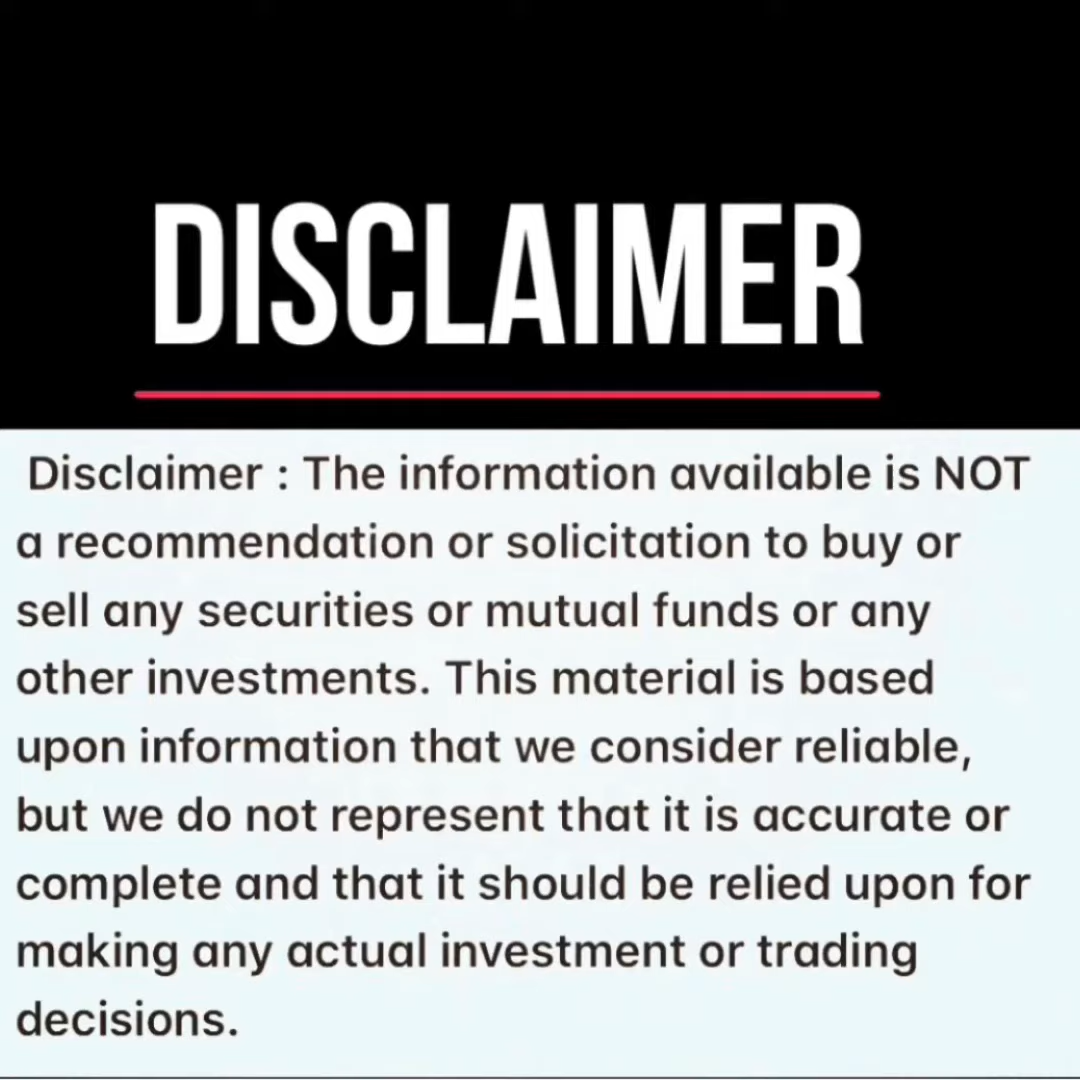 DISCLAIMER
Disclaimer : The information available is NOT
a recommendation or solicitation to buy or
sell any securities or mutual funds or any
other investments. This material is based
upon information that we consider reliable,
but we do not represent that it is accurate or
complete and that it should be relied upon for
making any actual investment or trading
decisions.